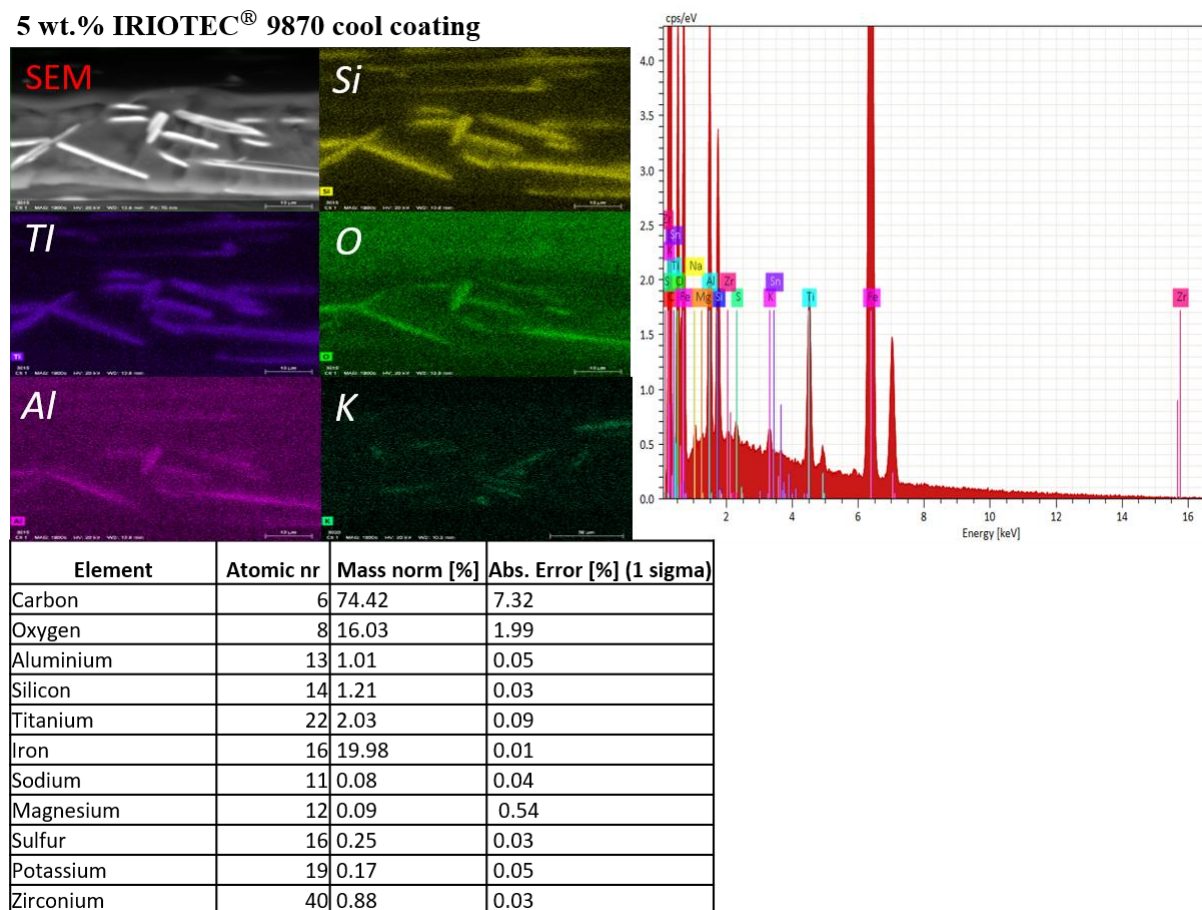 5 wt.% IRIOTEC® 9870 cool coating
SEM
Si
TI
O
Al
K
Si
Ti
O
Al
K
10 µm
cps/eV
4.0
3.5
3.0
2.5
2.0
1.5
1.0
0.5
0.0
Zr
Sn
K
Ti
Na
Al
Zr
Sn
S
O
C
Fe
Mg
Si
S
K
Ti
Fe
Zr
2 4 6 8 10 12 14 16
Energy [keV]
Element Atomic nr Mass norm [%] Abs. Error [%] (1 sigma)
Carbon 6 74.42 7.32
Oxygen 8 16.03 1.99
Aluminium 13 1.01 0.05
Silicon 14 1.21 0.03
Titanium 22 2.03 0.09
Iron 16 19.98 0.01
Sodium 11 0.08 0.04
Magnesium 12 0.09 0.54
Sulfur 16 0.25 0.03
Potassium 19 0.17 0.05
Zirconium 40 0.88 0.03